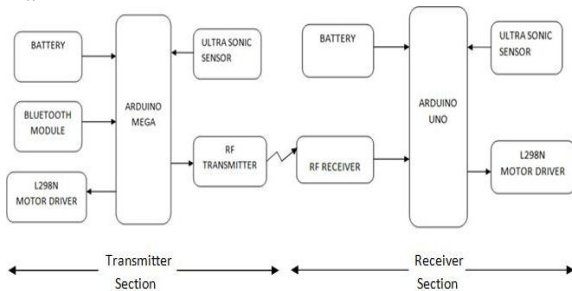 BATTERY
ULTRA SONIC
SENSOR
BLUETOOTH
MODULE
ARDUINO
MEGA
RF
TRANSMITTER
L298N
MOTOR DRIVER
BATTERY
ULTRA SONIC
SENSOR
ARDUINO
UNO
RF RECEIVER
L298N
MOTOR DRIVER
Transmitter
Section
Receiver
Section